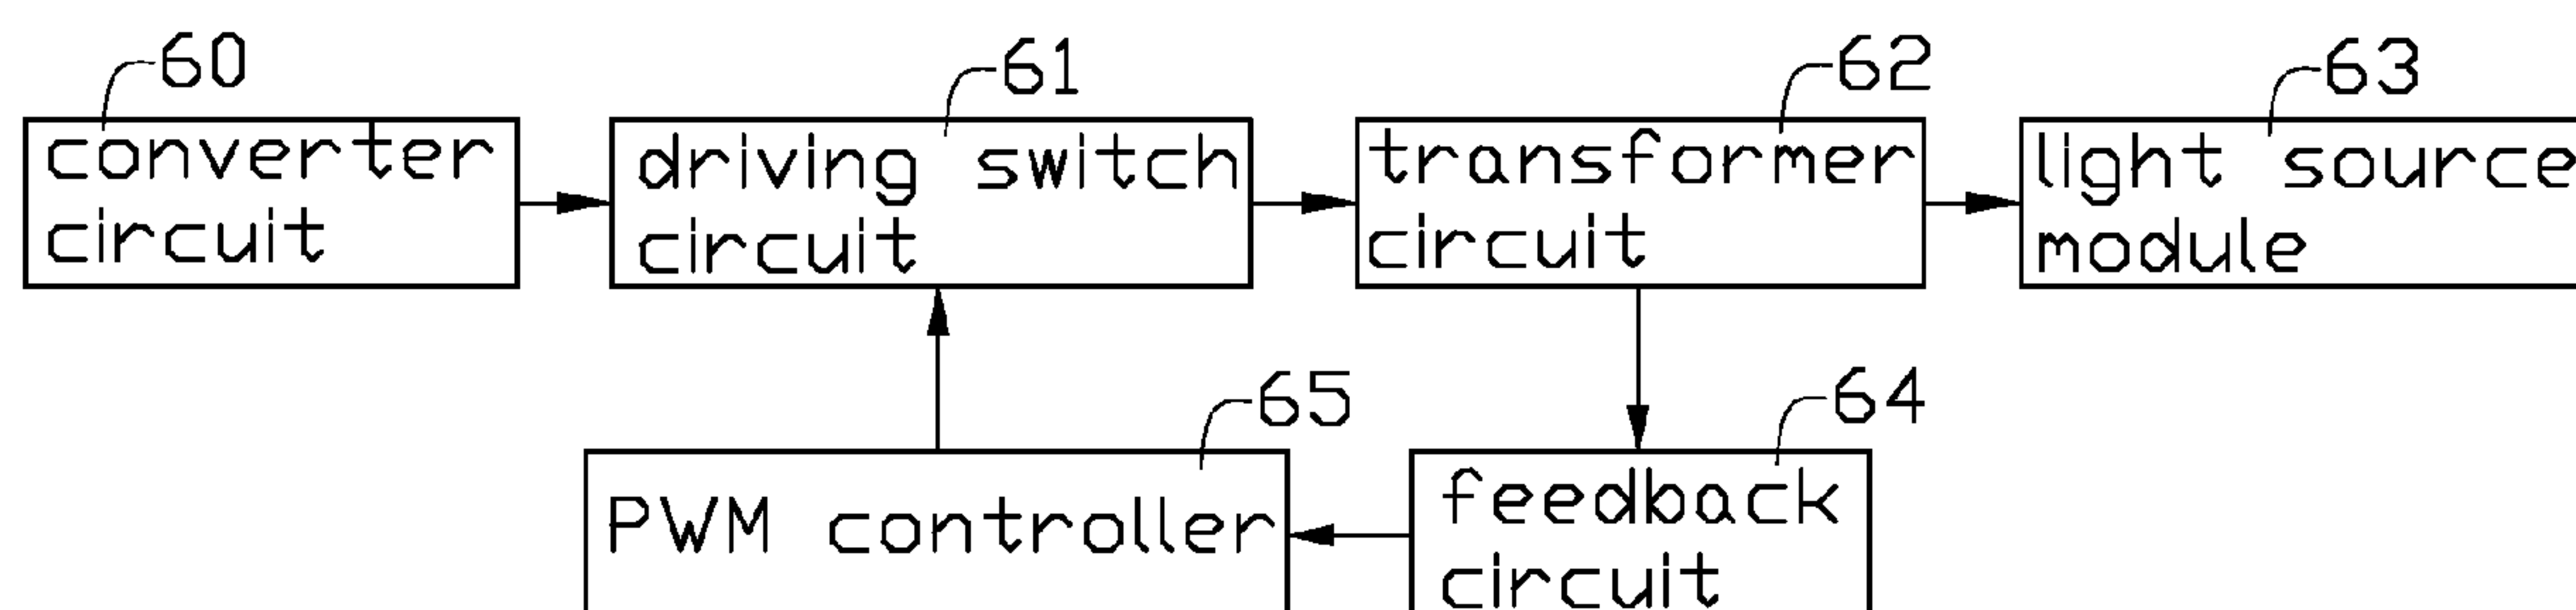 60
61
62
63
converter
circuit
driving switch
circuit
transformer
circuit
light source
module
65
64
PWM controller
feedback
circuit